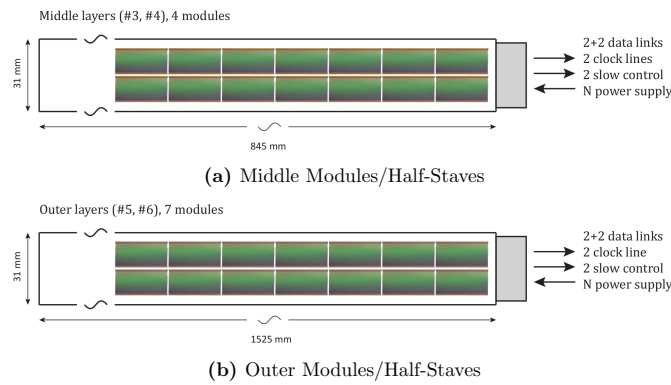 Middle layers (#3, #4), 4 modules
31 mm
2+2 data links
2 clock lines
2 slow control
N power supply
845 mm
(a) Middle Modules/Half-Staves
Outer layers (#5, #6), 7 modules
31 mm
2+2 data links
2 clock line
2 slow control
N power supply
1525 mm
(b) Outer Modules/Half-Staves